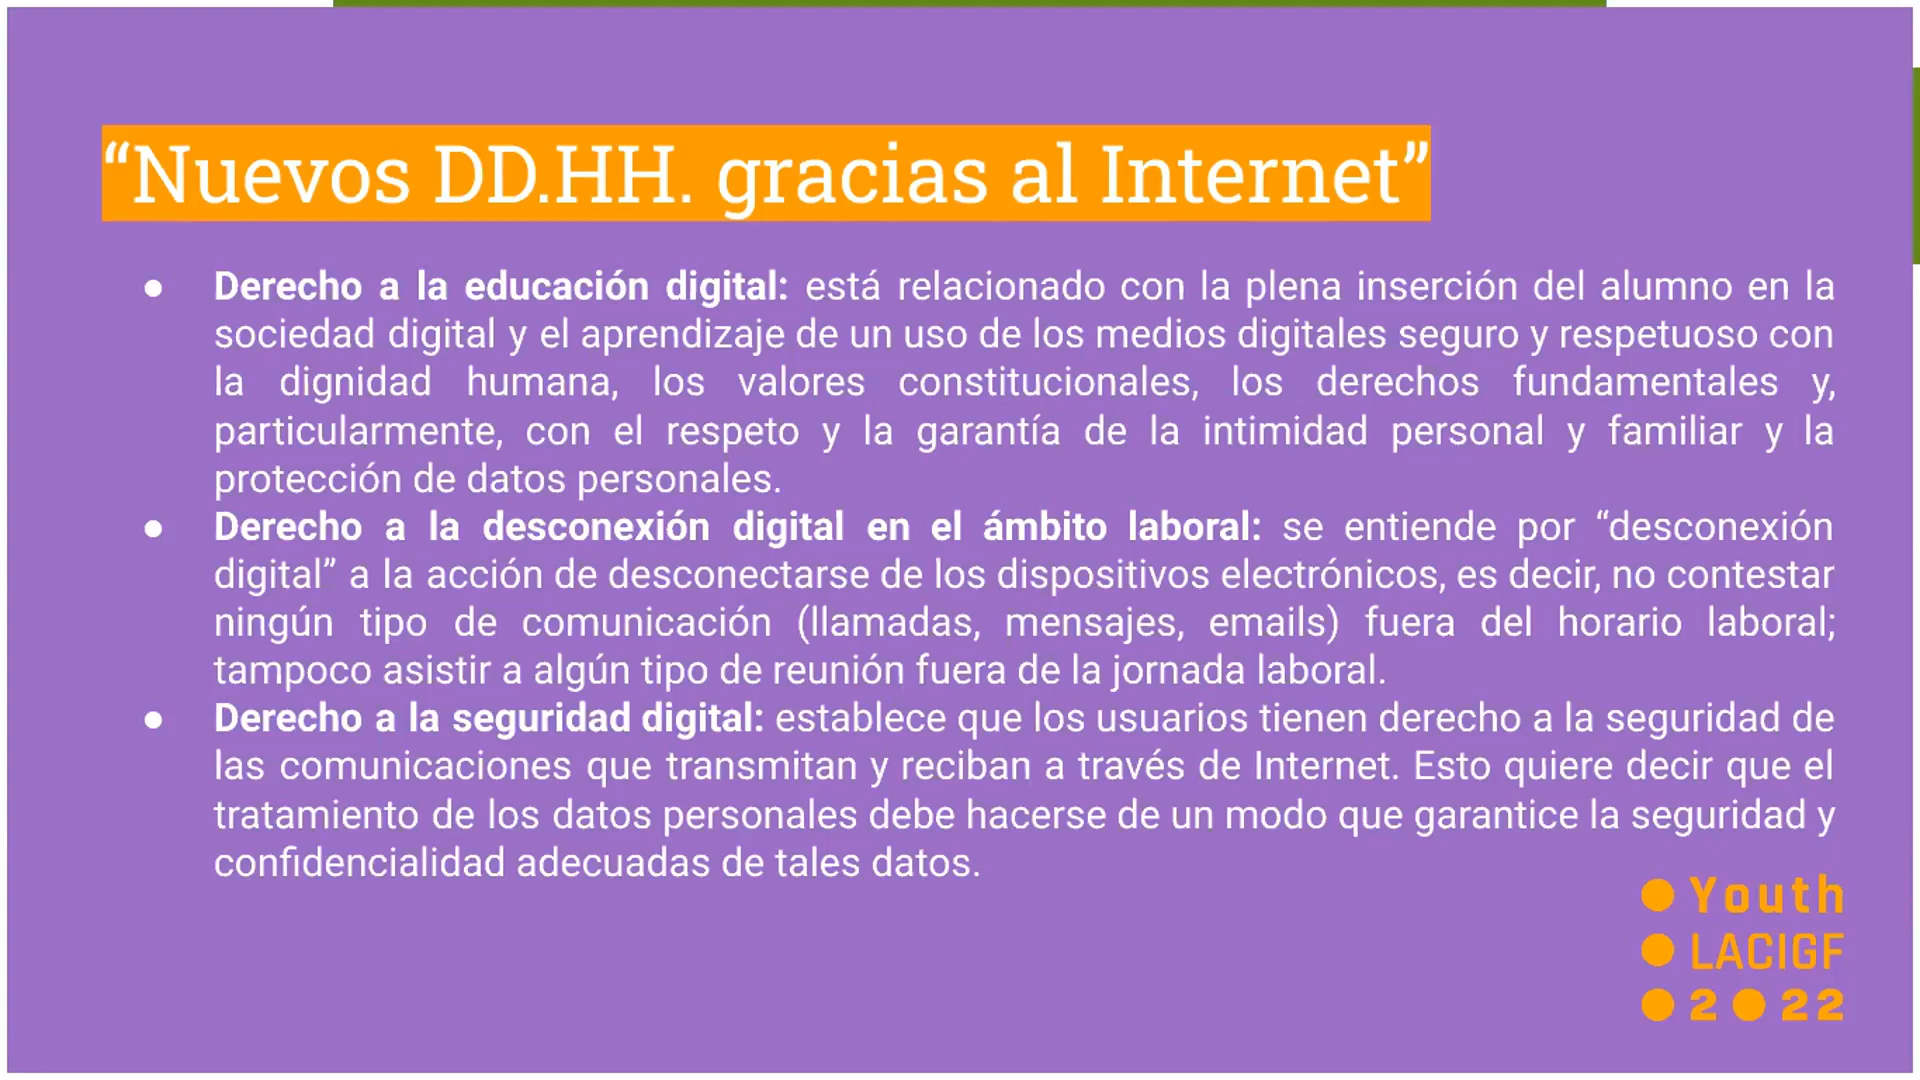 “Nuevos DD.HH. gracias al Internet”
● Derecho a la educación digital: está relacionado con la plena inserción del alumno en la
sociedad digital y el aprendizaje de un uso de los medios digitales seguro y respetuoso con
la dignidad humana, los valores constitucionales, los derechos fundamentales y,
particularmente, con el respeto y la garantía de la intimidad personal y familiar y la
protección de datos personales.
● Derecho a la desconexión digital en el ámbito laboral: se entiende por “desconexión
digital” a la acción de desconectarse de los dispositivos electrónicos, es decir, no contestar
ningún tipo de comunicación (llamadas, mensajes, emails) fuera del horario laboral;
tampoco asistir a algún tipo de reunión fuera de la jornada laboral.
● Derecho a la seguridad digital: establece que los usuarios tienen derecho a la seguridad de
las comunicaciones que transmitan y reciban a través de Internet. Esto quiere decir que el
tratamiento de los datos personales debe hacerse de un modo que garantice la seguridad y
confidencialidad adecuadas de tales datos.
● Youth
● LACIGF
● 2●22